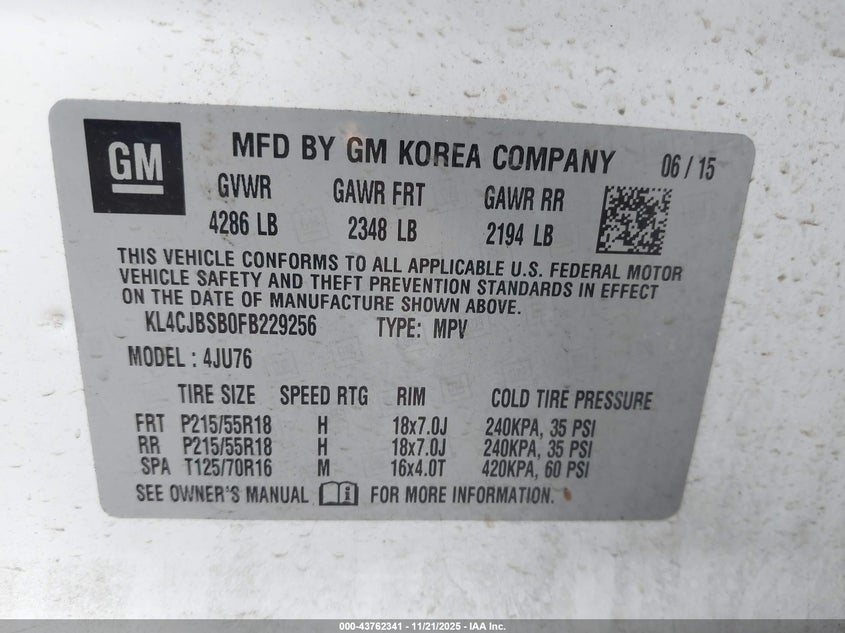 GM
MFD BY GM KOREA COMPANY 06 / 15
GVWR GAWR FRT GAWR RR
4286 LB 2348 LB 2194 LB
THIS VEHICLE CONFORMS TO ALL APPLICABLE U.S. FEDERAL MOTOR
VEHICLE SAFETY AND THEFT PREVENTION STANDARDS IN EFFECT
ON THE DATE OF MANUFACTURE SHOWN ABOVE.
KL4CJBSB0FB229256 TYPE: MPV
MODEL : 4JU76
TIRE SIZE SPEED RTG RIM COLD TIRE PRESSURE
FRT P215/55R18 H 18x7.0J 240KPA, 35 PSI
RR P215/55R18 H 18x7.0J 240KPA, 35 PSI
SPA T125/70R16 M 16x4.0T 420KPA, 60 PSI
SEE OWNER'S MANUAL FOR MORE INFORMATION.
000-43762341 - 11/21/2025 - IAA Inc.